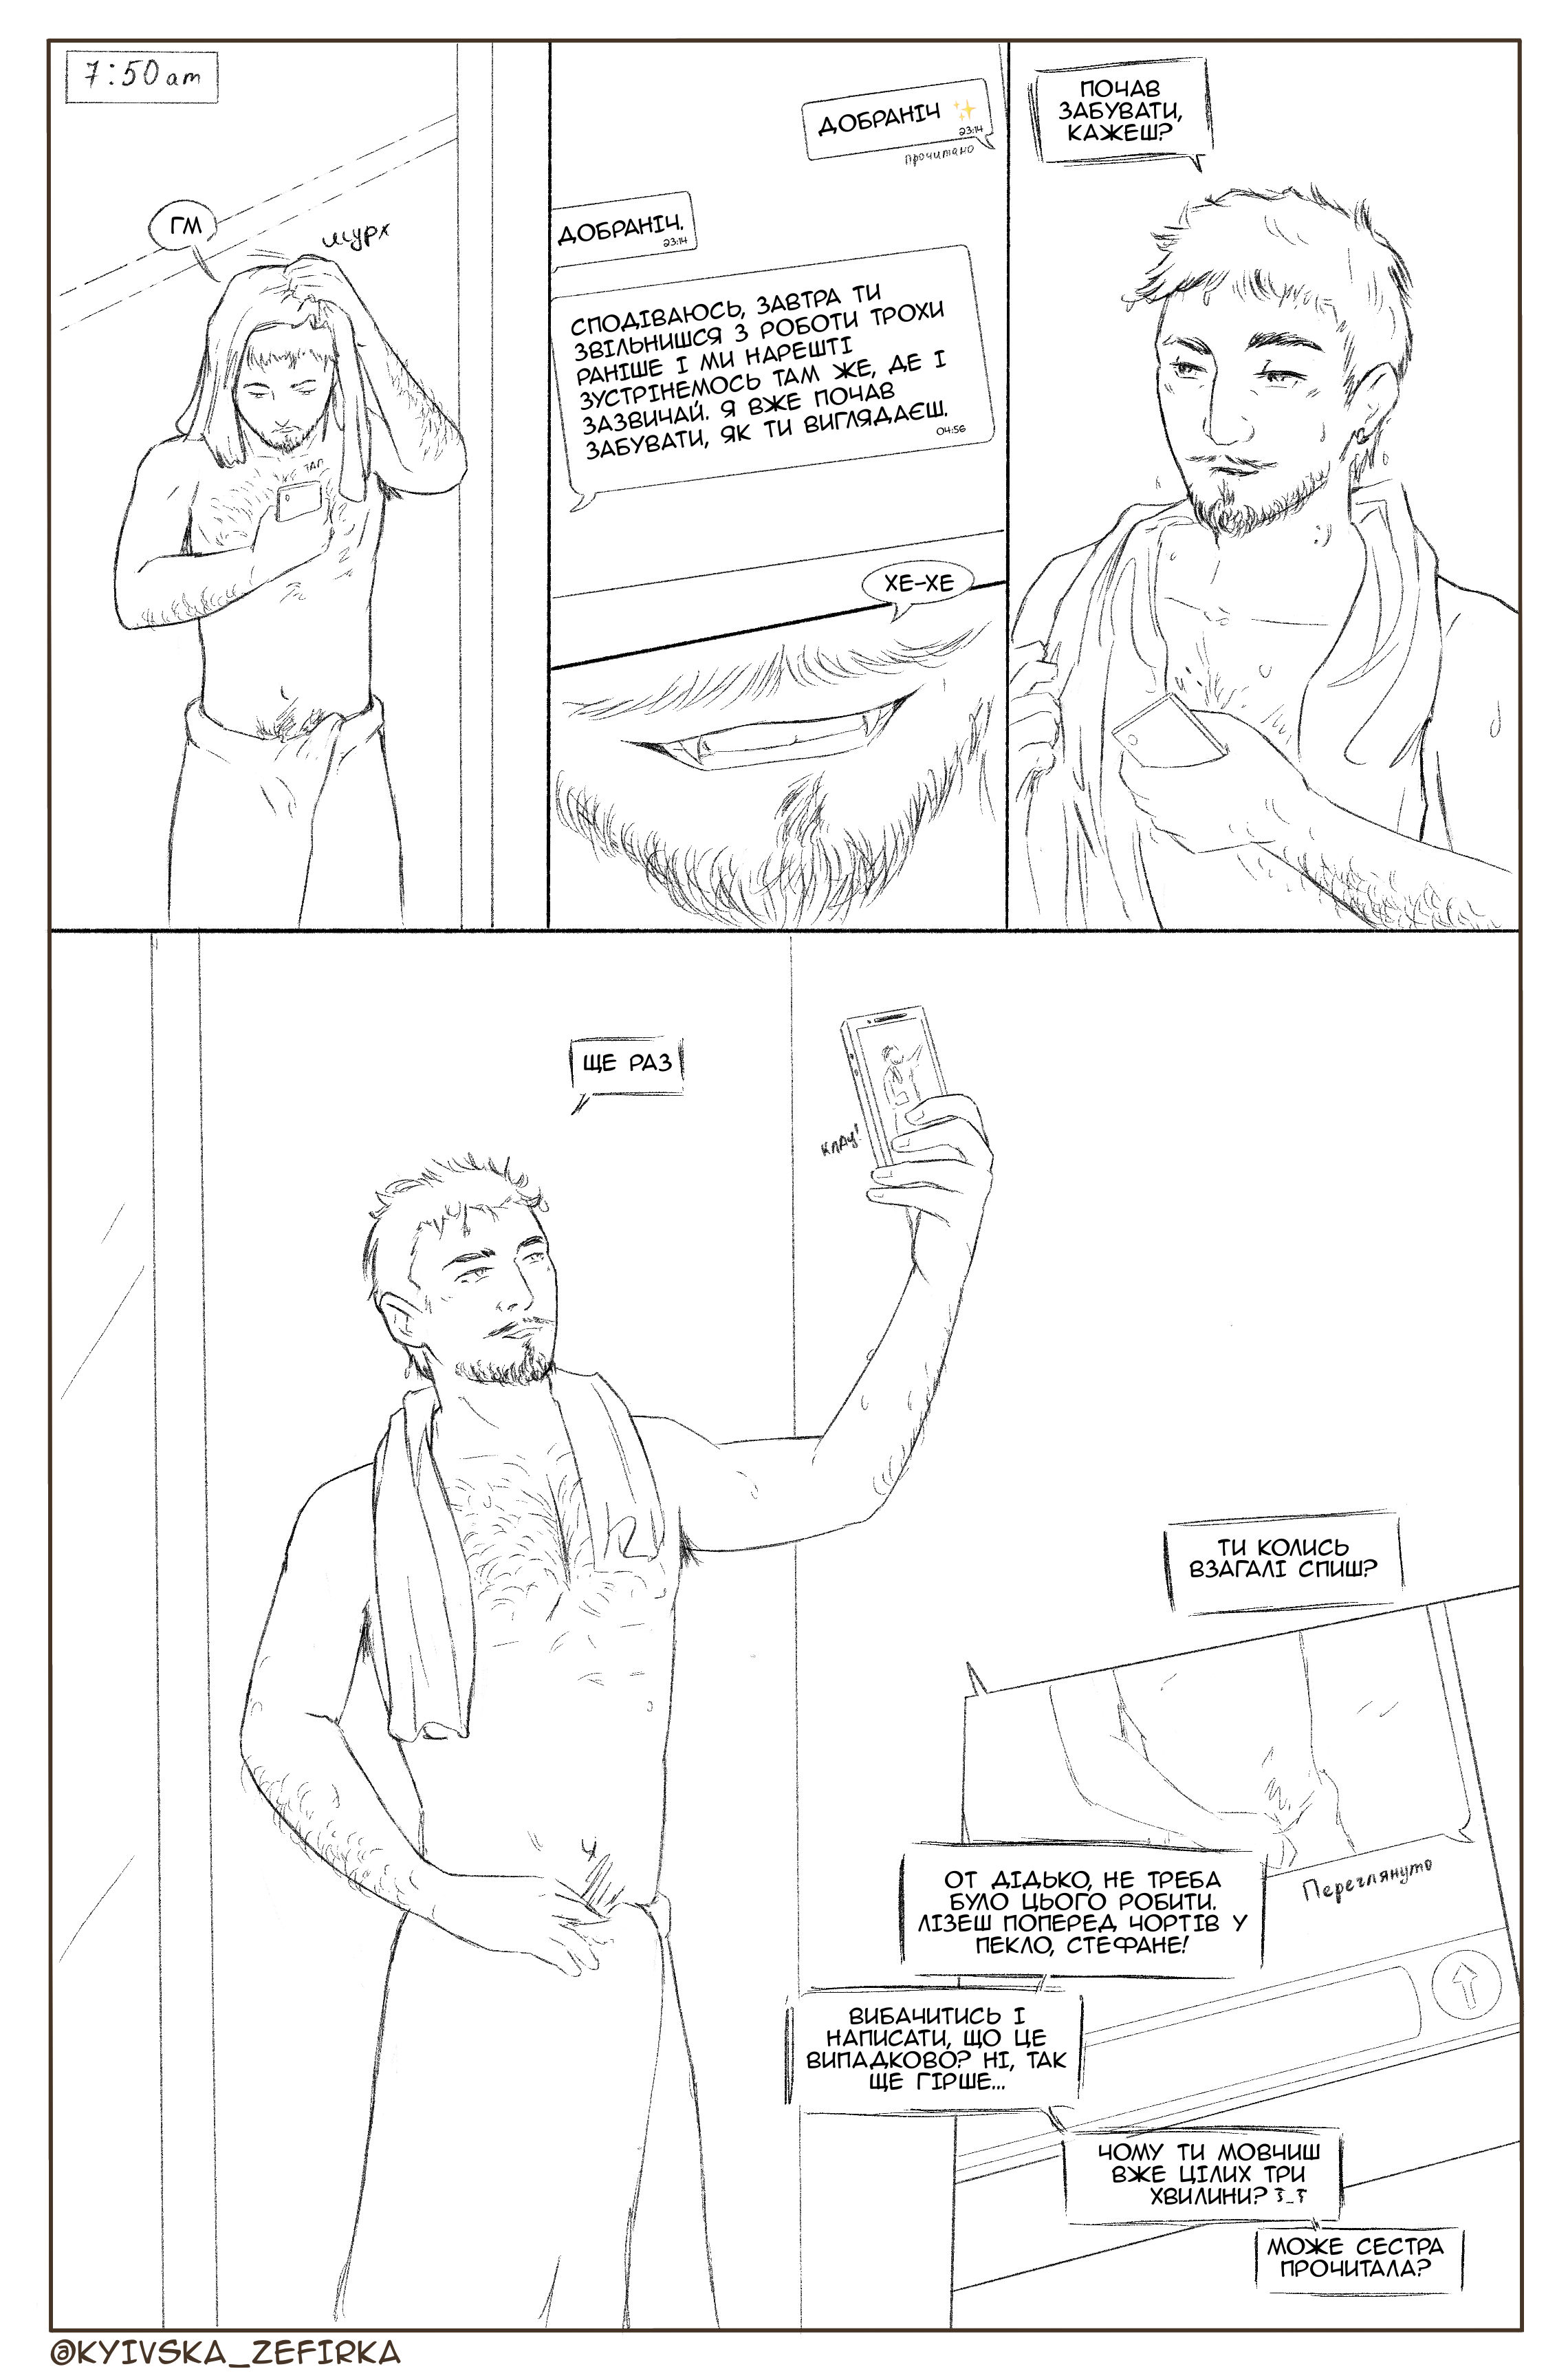 7:50am
ГМ
шурх
ТАП
ДОБРАНІЧ ✨
23:14
прочитано
ДОБРАНІЧ.
23:14
СПОДІВАЮСЬ, ЗАВТРА ТИ
ЗВІЛЬНИШСЯ З РОБОТИ ТРОХИ
РАНІШЕ І МИ НАРЕШТІ
ЗУСТРІНЕМОСЬ ТАМ ЖЕ, ДЕ І
ЗАЗВИЧАЙ. Я ВЖЕ ПОЧАВ
ЗАБУВАТИ, ЯК ТИ ВИГЛЯДАЄШ.
04:56
ХЕ-ХЕ
ПОЧАВ
ЗАБУВАТИ,
КАЖЕШ?
ЩЕ РАЗ
КЛАЦ!
ТИ КОЛИСЬ
ВЗАГАЛІ СПИШ?
Переглянуто
ОТ ДІДЬКО, НЕ ТРЕБА
БУЛО ЦЬОГО РОБИТИ.
ЛІЗЕШ ПОПЕРЕД ЧОРТІВ У
ПЕКЛО, СТЕФАНЕ!
ВИБАЧИТИСЬ І
НАПИСАТИ, ЩО ЦЕ
ВИПАДКОВО? НІ, ТАК
ЩЕ ГІРШЕ...
ЧОМУ ТИ МОВЧИШ
ВЖЕ ЦІЛИХ ТРИ
ХВИЛИНИ? T_T
МОЖЕ СЕСТРА
ПРОЧИТАЛА?
@KYIVSKA_ZEFIRKA